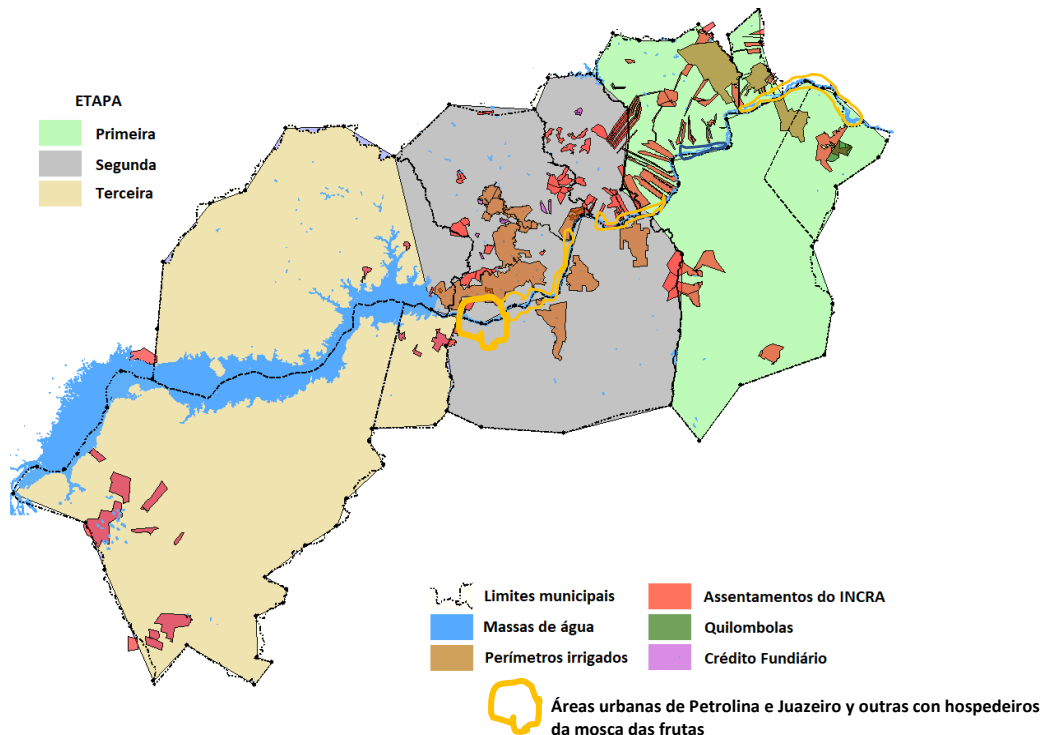 ETAPA
Primeira
Segunda
Terceira
Limites municipais
Massas de água
Perímetros irrigados
Assentamentos do INCRA
Quilombolas
Crédito Fundiário
Áreas urbanas de Petrolina e Juazeiro y outras con hospedeiros
da mosca das frutas